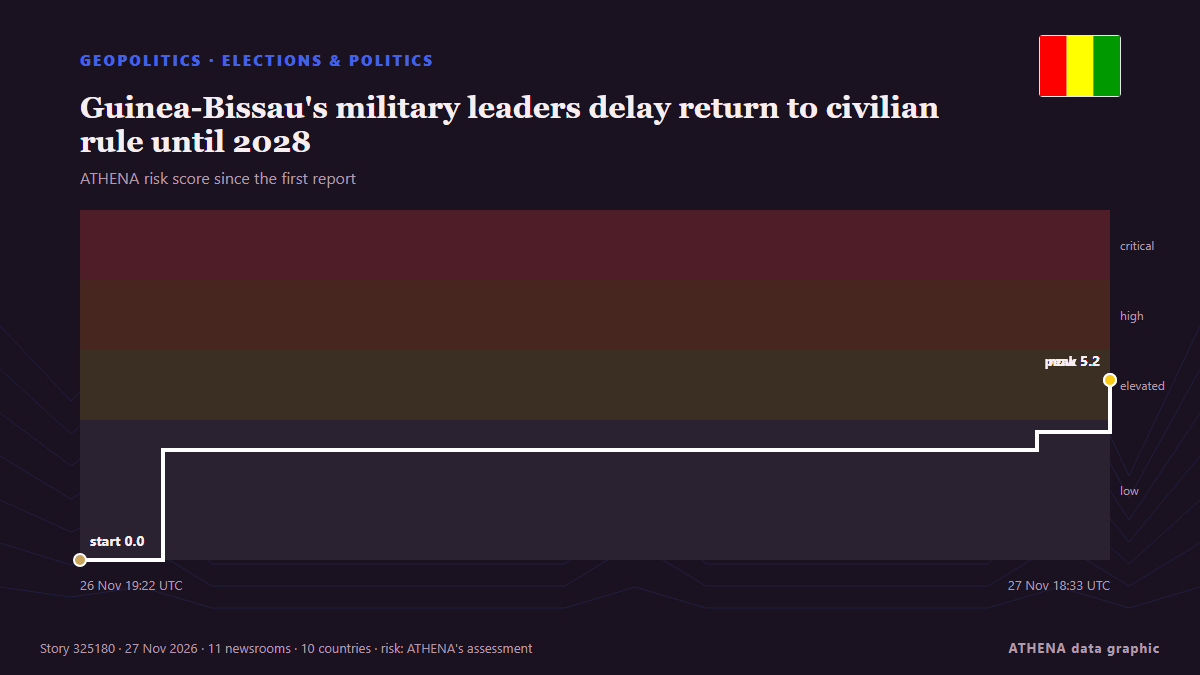 GEOPOLITICS · ELECTIONS & POLITICS
Guinea-Bissau's military leaders delay return to civilian
rule until 2028
ATHENA risk score since the first report
critical
high
peak 5.2
elevated
low
start 0.0
26 Nov 19:22 UTC
27 Nov 18:33 UTC
Story 325180 · 27 Nov 2026 · 11 newsrooms · 10 countries · risk: ATHENA's assessment
ATHENA data graphic